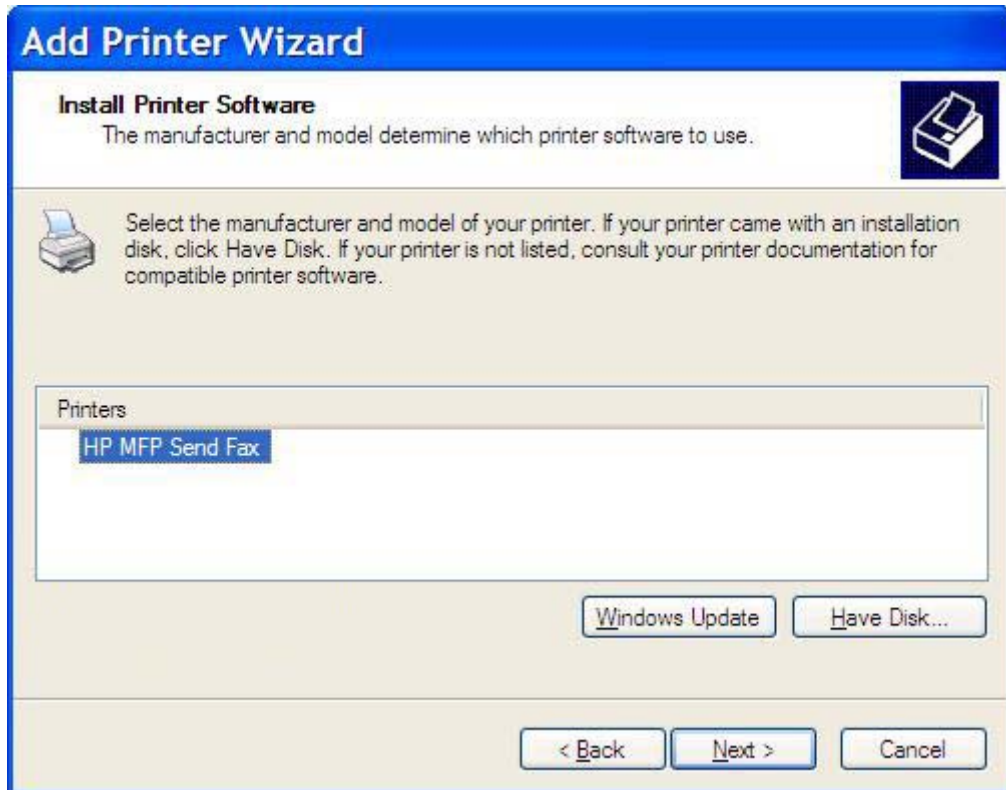 Add Printer Wizard
Install Printer Software
The manufacturer and model determine which printer software to use.
Select the manufacturer and model of your printer. If your printer came with an installation
disk, click Have Disk. If your printer is not listed, consult your printer documentation for
compatible printer software.
Printers
HP MFP Send Fax
Windows Update
Have Disk...
< Back
Next >
Cancel